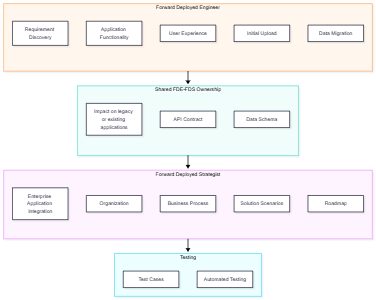 Forward Deployed Engineer
Requirement
Discovery
Application
Functionality
User Experience
Initial Upload
Data Migration
Shared FDE-FDS Ownership
Impact on legacy
or existing
applications
API Contract
Data Schema
Forward Deployed Strategist
Enterprise
Application
Integration
Organization
Business Process
Solution Scenarios
Roadmap
Testing
Test Cases
Automated Testing